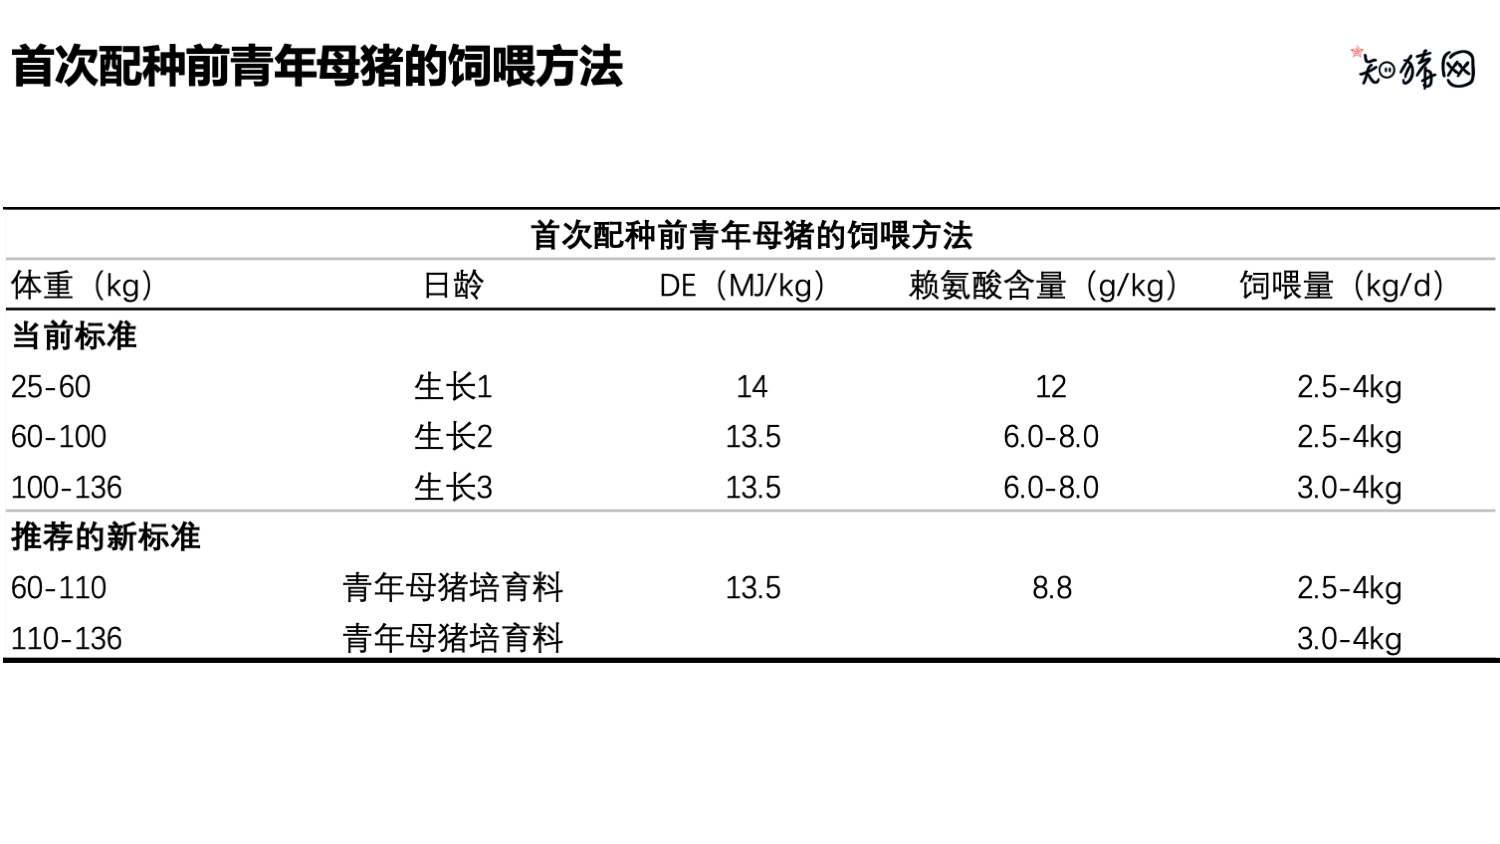 首次配种前青年母猪的饲喂方法
知猪网
首次配种前青年母猪的饲喂方法
体重（kg） 日龄 DE（MJ/kg） 赖氨酸含量（g/kg） 饲喂量（kg/d）
当前标准
25-60 生长1 14 12 2.5-4kg
60-100 生长2 13.5 6.0-8.0 2.5-4kg
100-136 生长3 13.5 6.0-8.0 3.0-4kg
推荐的新标准
60-110 青年母猪培育料 13.5 8.8 2.5-4kg
110-136 青年母猪培育料 3.0-4kg